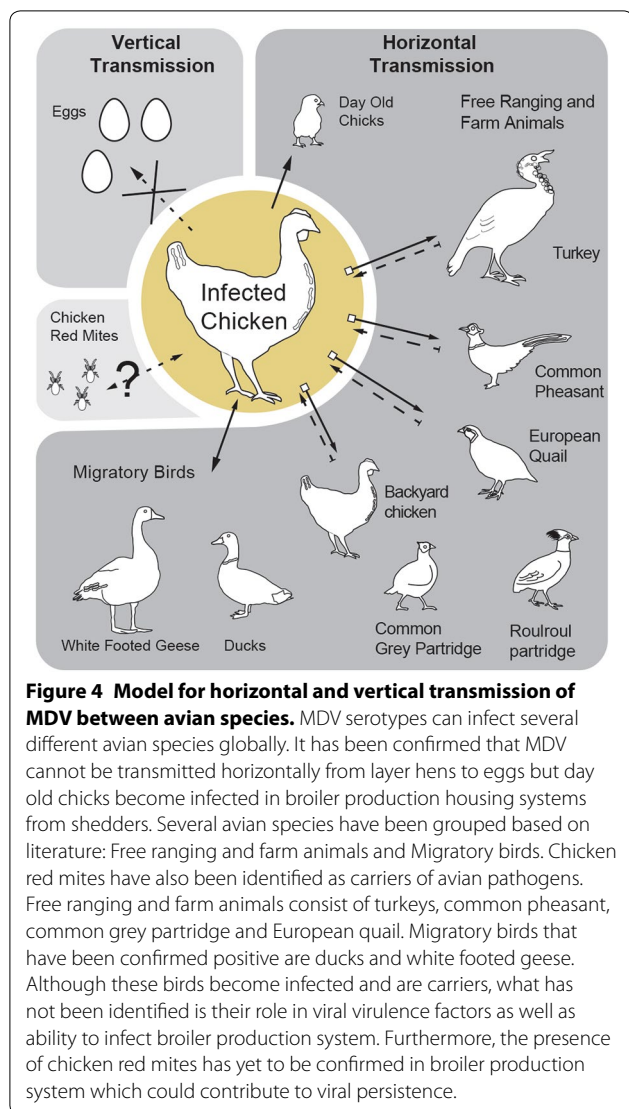 Vertical
Transmission
Horizontal
Transmission
Eggs
Day Old
Chicks
Free Ranging and
Farm Animals
Turkey
Infected
Chicken
Chicken
Red Mites
?
Common
Pheasant
European
Quail
Migratory Birds
Backyard
chicken
White Footed Geese
Ducks
Common
Grey Partridge
Roulroul
partridge
Figure 4 Model for horizontal and vertical transmission of
MDV between avian species. MDV serotypes can infect several
different avian species globally. It has been confirmed that MDV
cannot be transmitted horizontally from layer hens to eggs but day
old chicks become infected in broiler production housing systems
from shedders. Several avian species have been grouped based on
literature: Free ranging and farm animals and Migratory birds. Chicken
red mites have also been identified as carriers of avian pathogens.
Free ranging and farm animals consist of turkeys, common pheasant,
common grey partridge and European quail. Migratory birds that
have been confirmed positive are ducks and white footed geese.
Although these birds become infected and are carriers, what has
not been identified is their role in viral virulence factors as well as
ability to infect broiler production system. Furthermore, the presence
of chicken red mites has yet to be confirmed in broiler production
system which could contribute to viral persistence.